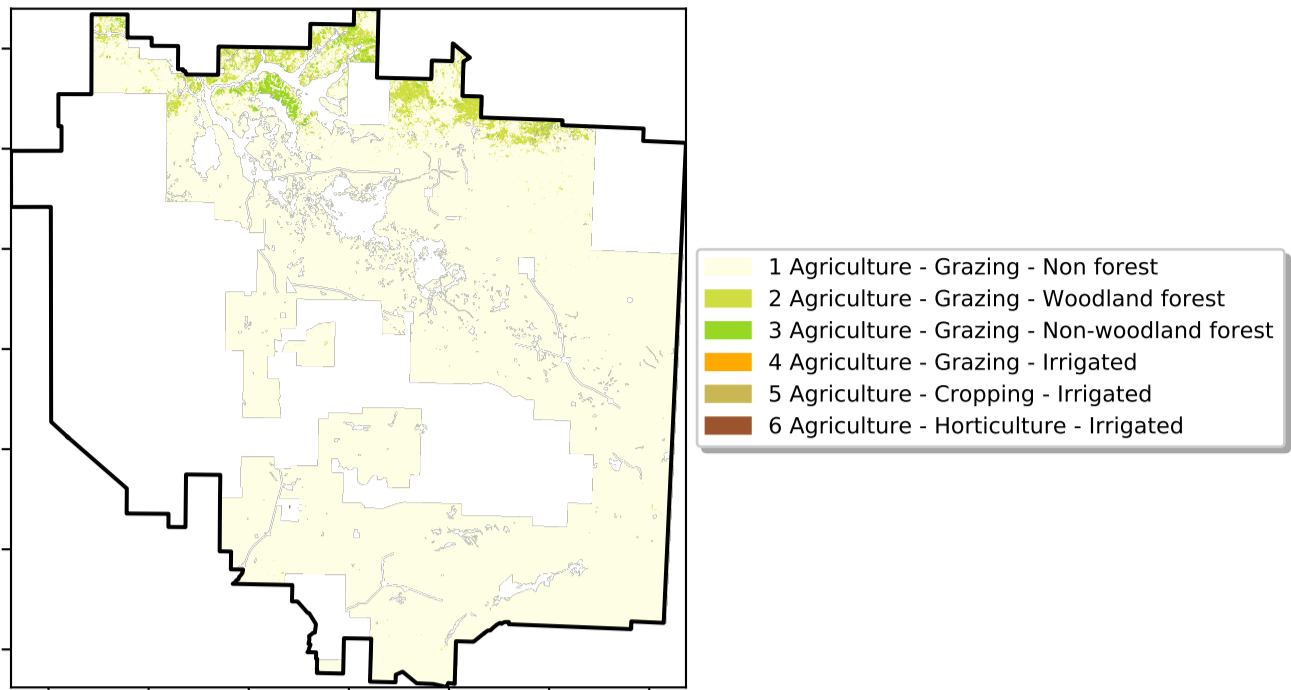 1 Agriculture - Grazing - Non forest
2 Agriculture - Grazing - Woodland forest
3 Agriculture - Grazing - Non-woodland forest
4 Agriculture - Grazing - Irrigated
5 Agriculture - Cropping - Irrigated
6 Agriculture - Horticulture - Irrigated